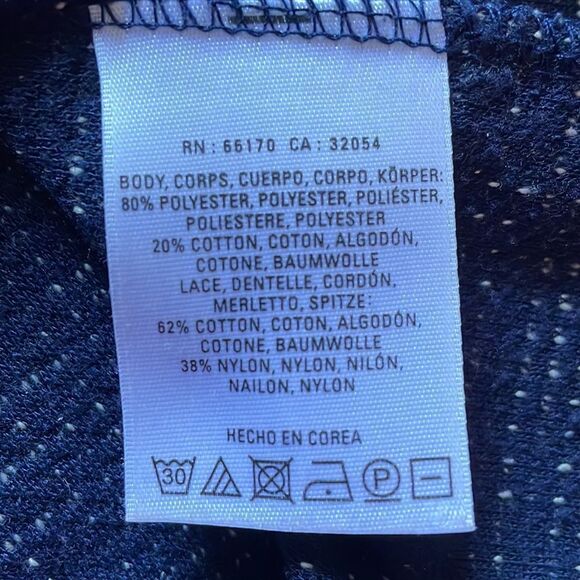 RN : 66170 CA : 32054
BODY, CORPS, CUERPO, CORPO, KÖRPER:
80% POLYESTER, POLYESTER, POLIÉSTER,
POLIESTERE, POLYESTER
20% COTTON, COTON, ALGODÓN,
COTONE, BAUMWOLLE
LACE, DENTELLE, CORDÓN,
MERLETTO, SPITZE:
62% COTTON, COTON, ALGODÓN,
COTONE, BAUMWOLLE
38% NYLON, NYLON, NILÓN,
NAILON, NYLON
HECHO EN COREA
30 P